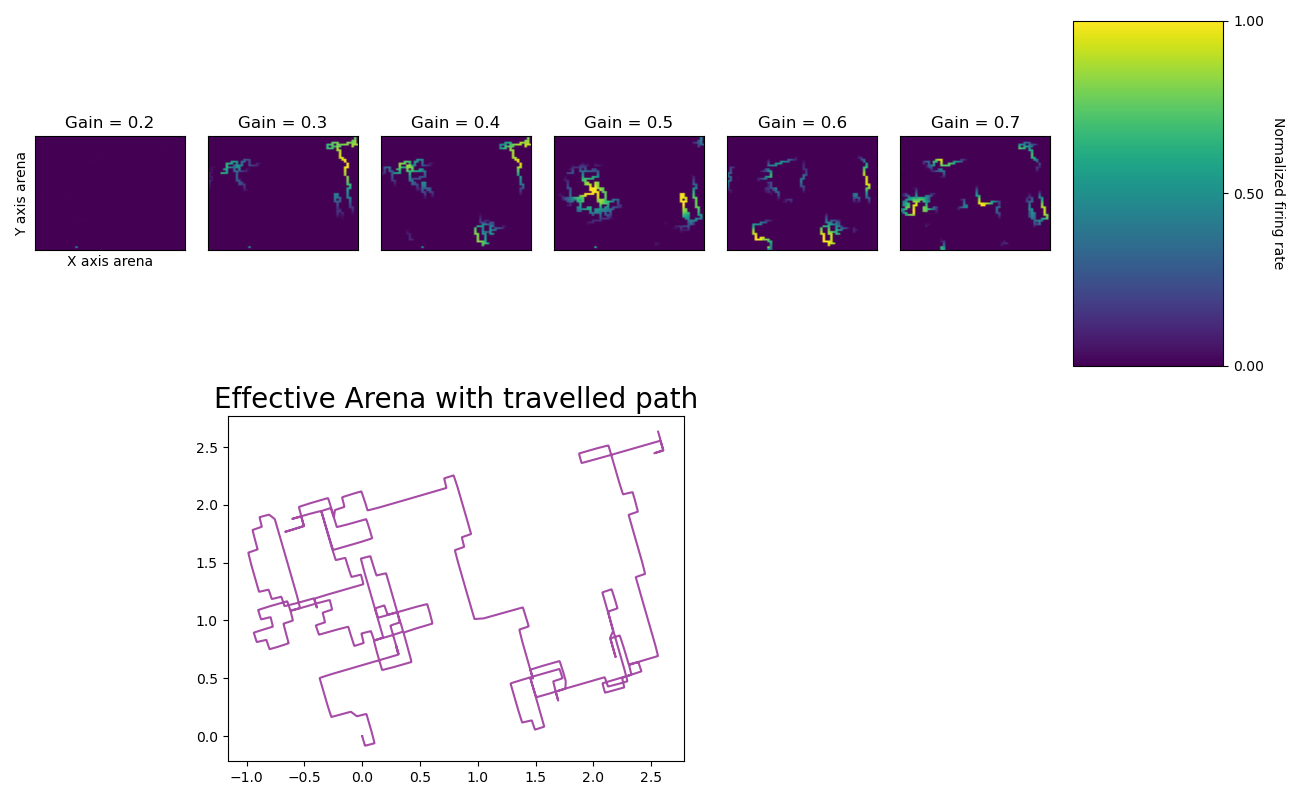 Gain = 0.2
Gain = 0.3
Gain = 0.4
Gain = 0.5
Gain = 0.6
Gain = 0.7
Y axis arena
X axis arena
1.00
0.50
0.00
Normalized firing rate
Effective Arena with travelled path
2.5
2.0
1.5
1.0
0.5
0.0
−1.0 −0.5 0.0 0.5 1.0 1.5 2.0 2.5